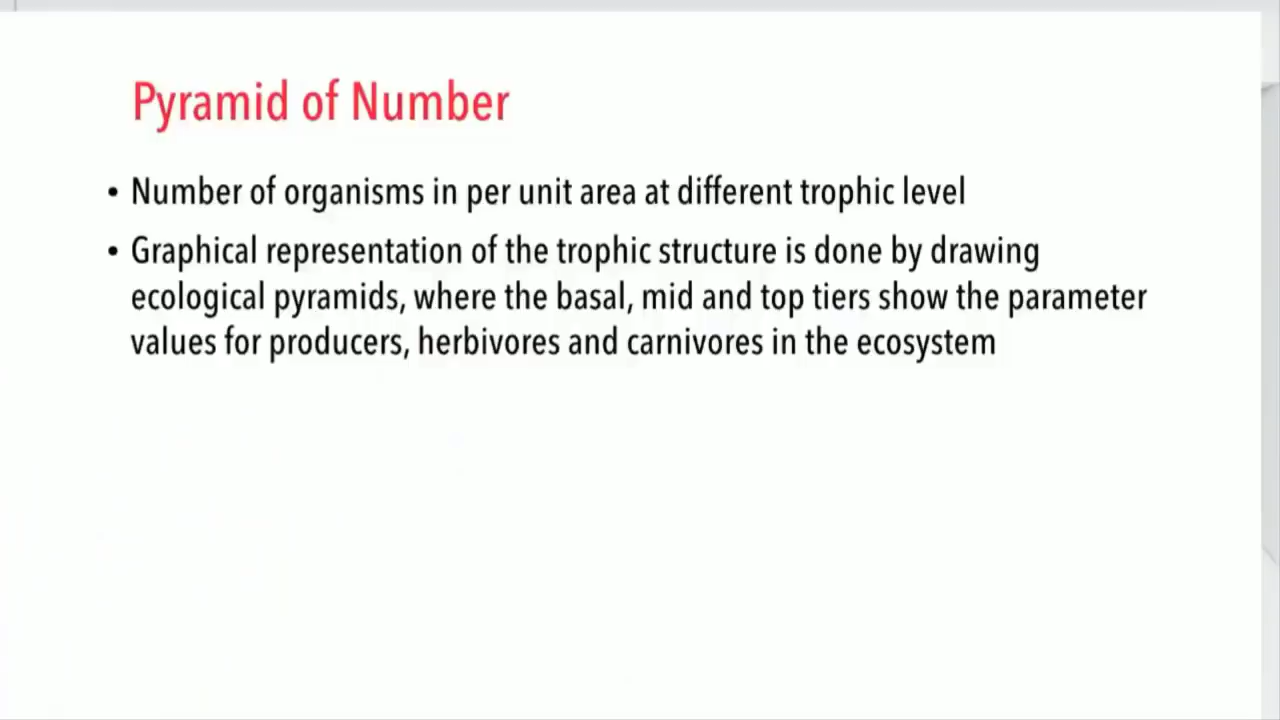 Pyramid of Number
• Number of organisms in per unit area at different trophic level
• Graphical representation of the trophic structure is done by drawing
ecological pyramids, where the basal, mid and top tiers show the parameter
values for producers, herbivores and carnivores in the ecosystem